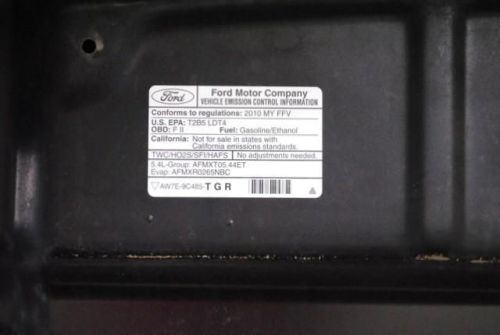 Ford
Ford Motor Company
VEHICLE EMISSION CONTROL INFORMATION
Conforms to regulations: 2010 MY FFV
U.S. EPA: T2B5 LDT4
OBD: F II Fuel: Gasoline/Ethanol
California: Not for sale in states with
California emissions standards.
TWC/HO2S/SFI/HAFS No adjustments needed.
5.4L-Group: AFMXT05.44ET
Evap: AFMXR0265NBC
AW7E-9C485-TGR